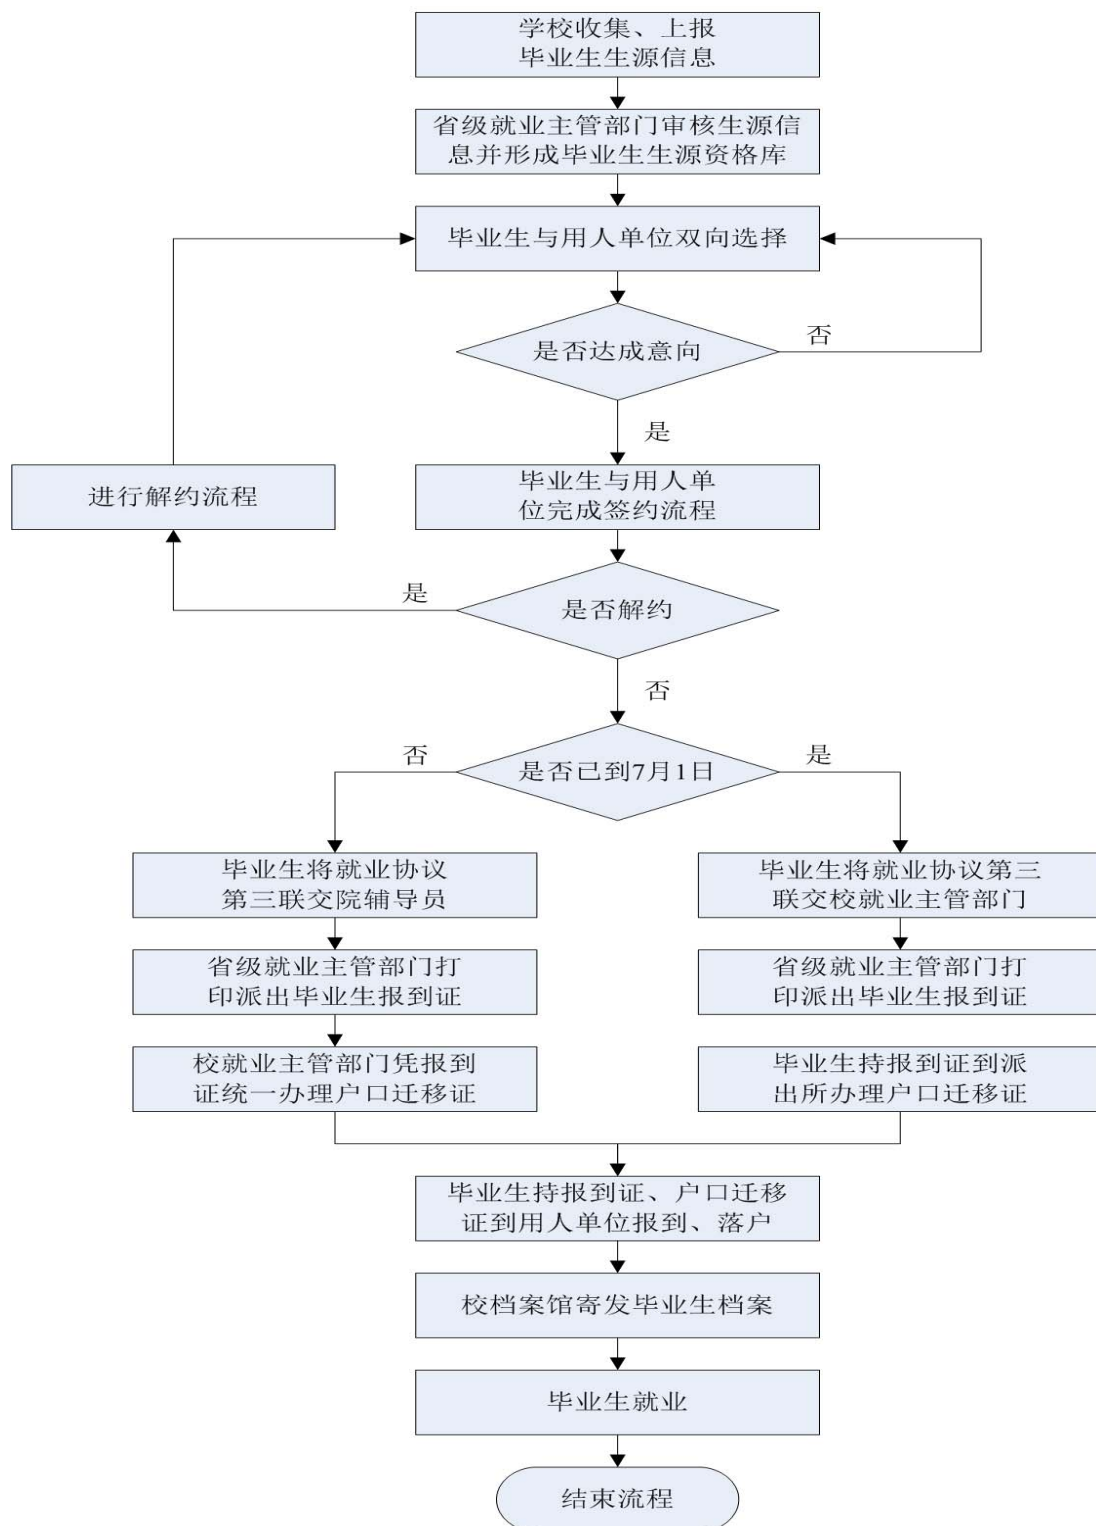 学校收集、上报
毕业生生源信息
省级就业主管部门审核生源信
息并形成毕业生生源资格库
毕业生与用人单位双向选择
是否达成意向
否
是
进行解约流程
毕业生与用人单
位完成签约流程
是
是否解约
否
否
是否已到7月1日
是
毕业生将就业协议
第三联交院辅导员
毕业生将就业协议第三
联交校就业主管部门
省级就业主管部门打
印派出毕业生报到证
省级就业主管部门打
印派出毕业生报到证
校就业主管部门凭报到
证统一办理户口迁移证
毕业生持报到证到派
出所办理户口迁移证
毕业生持报到证、户口迁移
证到用人单位报到、落户
校档案馆寄发毕业生档案
毕业生就业
结束流程